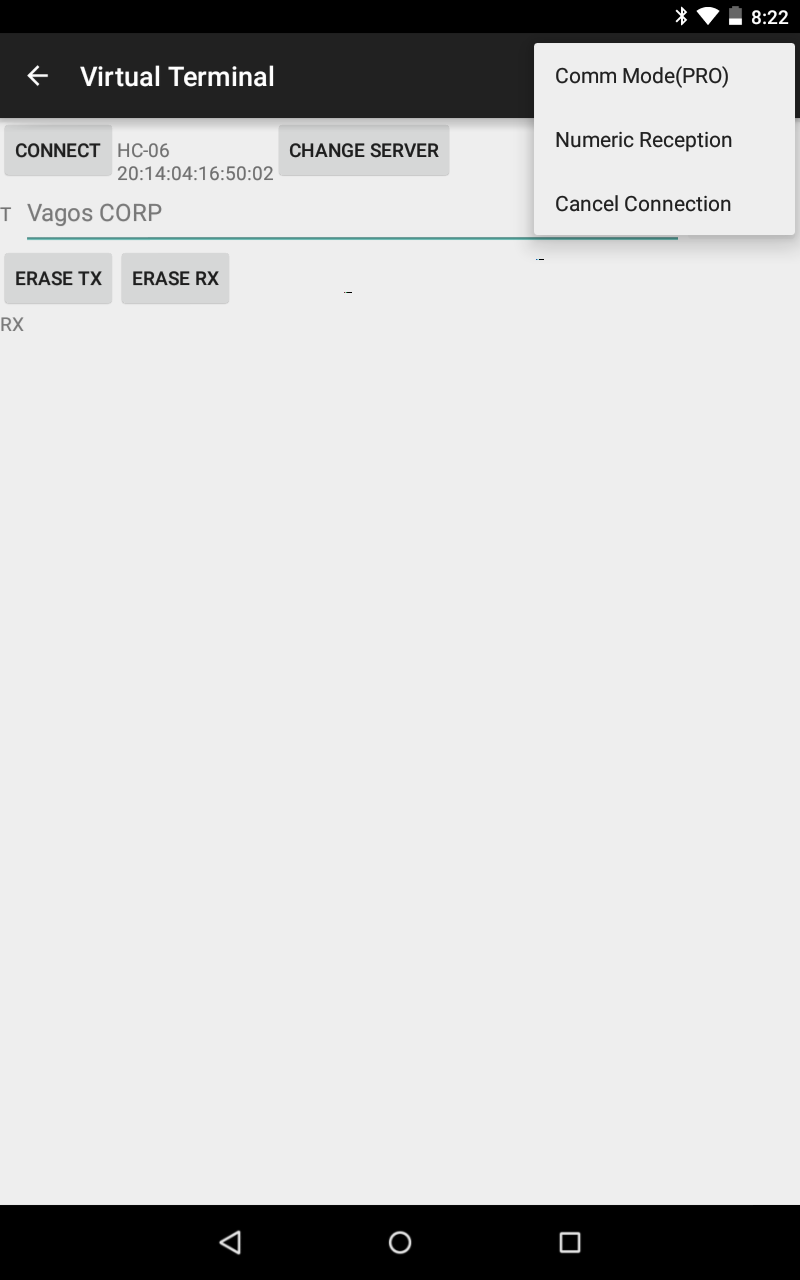 8:22
Virtual Terminal
Comm Mode(PRO)
Numeric Reception
Cancel Connection
CONNECT
HC-06
20:14:04:16:50:02
CHANGE SERVER
T
Vagos CORP
ERASE TX
ERASE RX
RX